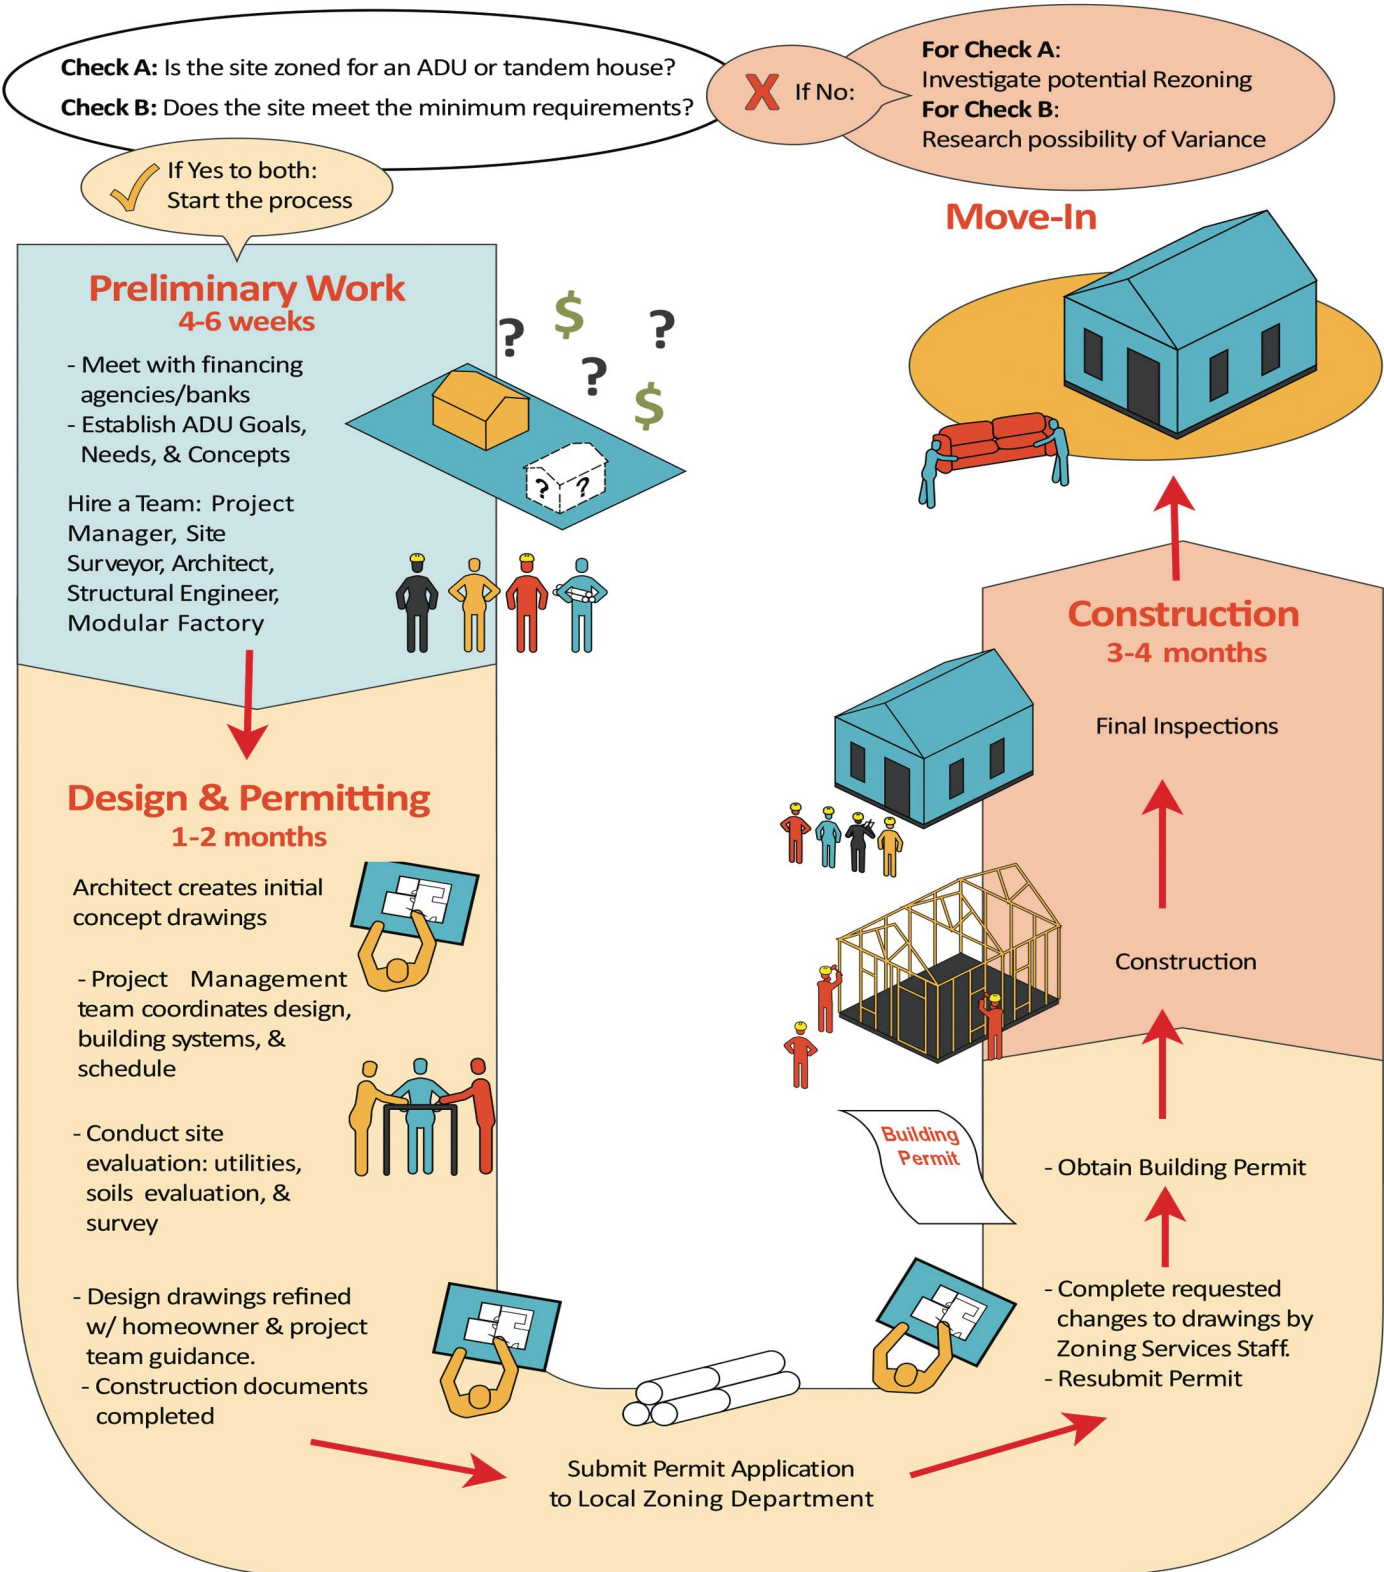 Check A: Is the site zoned for an ADU or tandem house?
Check B: Does the site meet the minimum requirements?
X If No:
For Check A:
Investigate potential Rezoning
For Check B:
Research possibility of Variance
If Yes to both:
Start the process
Preliminary Work
4-6 weeks
- Meet with financing
agencies/banks
- Establish ADU Goals,
Needs, & Concepts
Hire a Team: Project
Manager, Site
Surveyor, Architect,
Structural Engineer,
Modular Factory
? $ ?
? $
? ?
Design & Permitting
1-2 months
Architect creates initial
concept drawings
- Project Management
team coordinates design,
building systems, &
schedule
- Conduct site
evaluation: utilities,
soils evaluation, &
survey
- Design drawings refined
w/ homeowner & project
team guidance.
- Construction documents
completed
Submit Permit Application
to Local Zoning Department
- Complete requested
changes to drawings by
Zoning Services Staff.
- Resubmit Permit
- Obtain Building Permit
Building
Permit
Construction
Final Inspections
Construction
3-4 months
Move-In